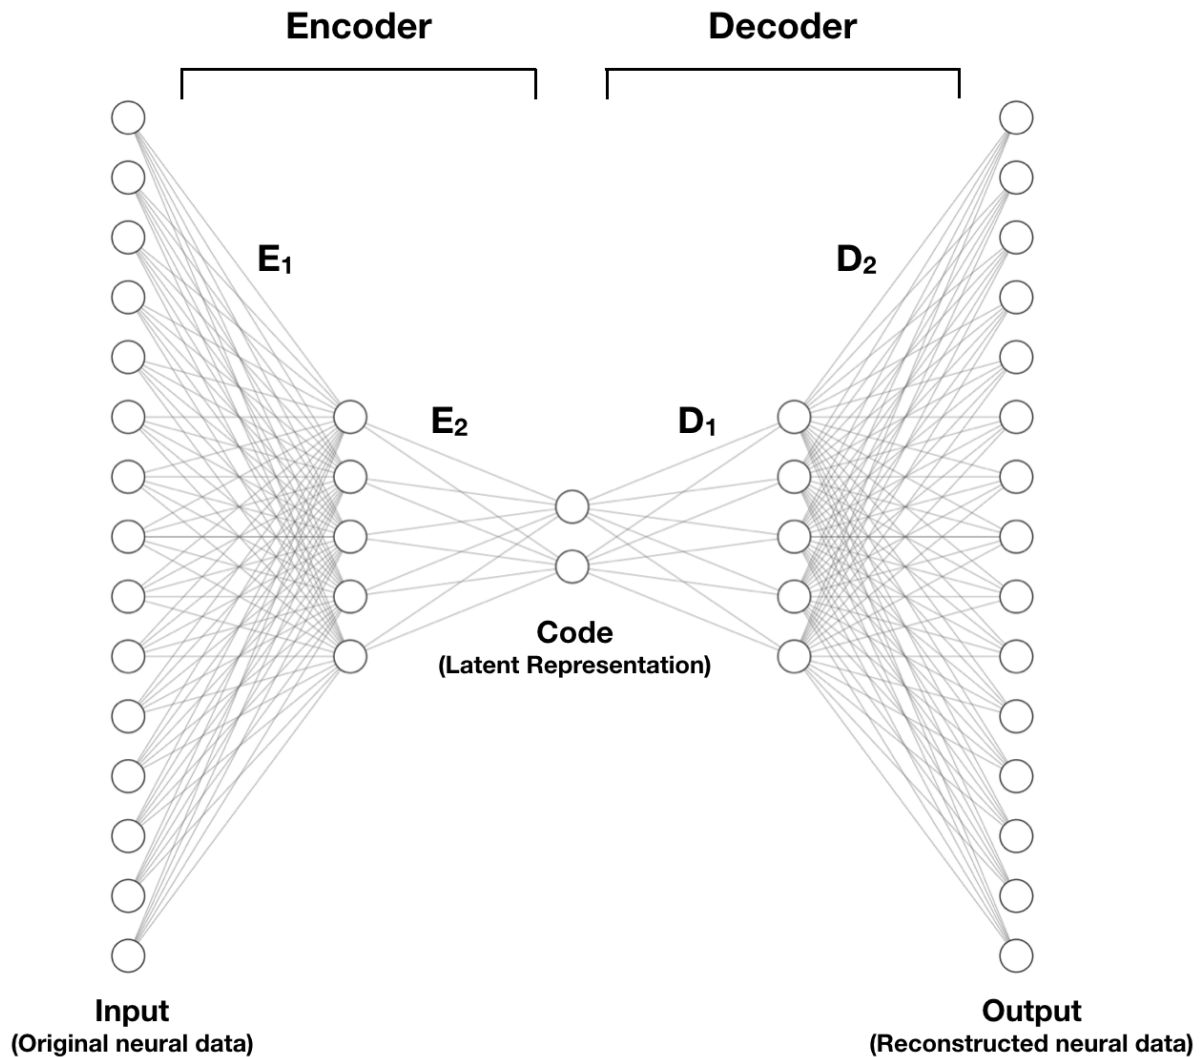 Encoder
Decoder
E₁
D₂
E₂
D₁
Code
(Latent Representation)
Input
(Original neural data)
Output
(Reconstructed neural data)